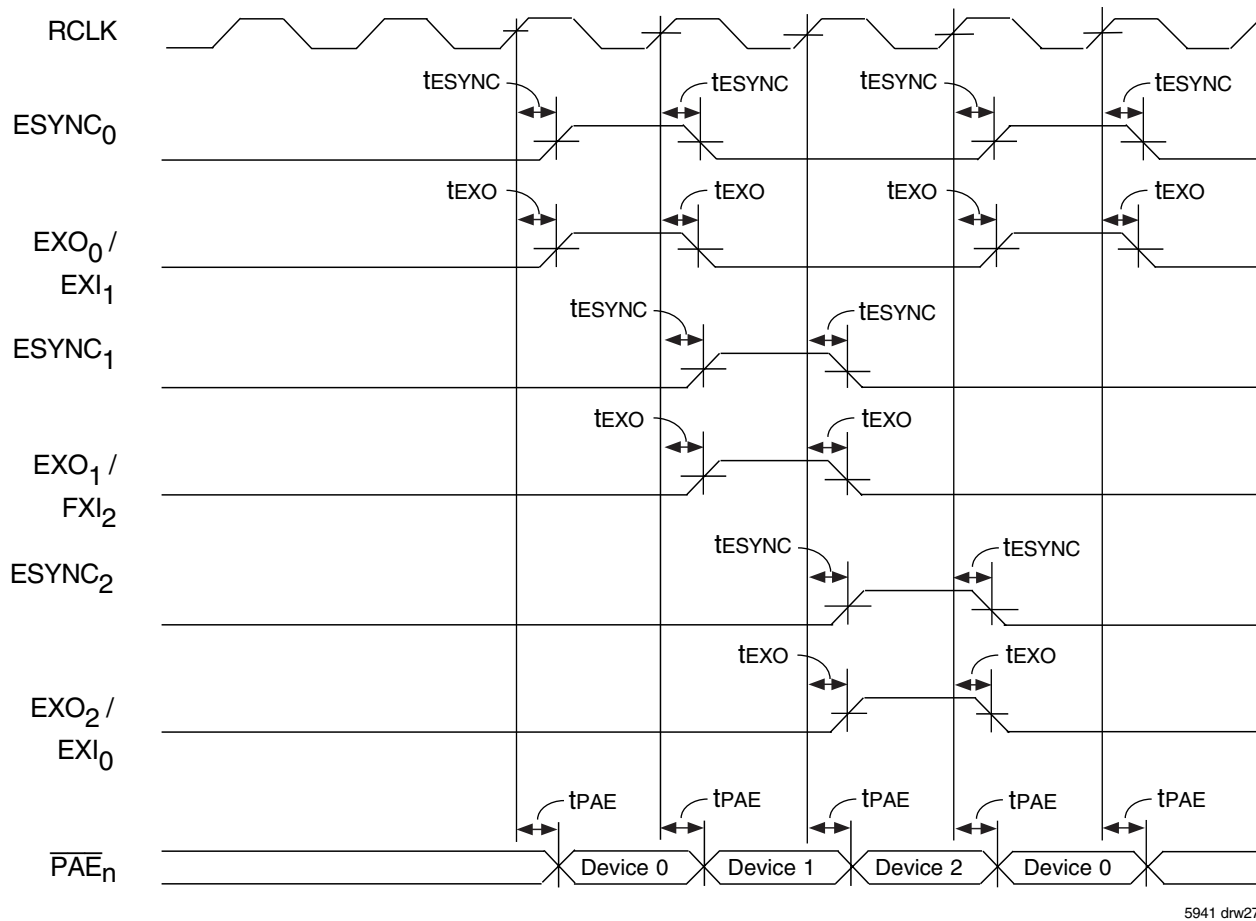 RCLK
tESYNC tESYNC tESYNC tESYNC
ESYNC0
tEXO tEXO tEXO tEXO
EXO0 /
EXI1
tESYNC tESYNC
ESYNC1
tEXO tEXO
EXO1 /
FXI2
tESYNC tESYNC
ESYNC2
tEXO tEXO
EXO2 /
EXI0
tPAE tPAE tPAE tPAE tPAE
PAEn Device 0 Device 1 Device 2 Device 0
5941 drw27